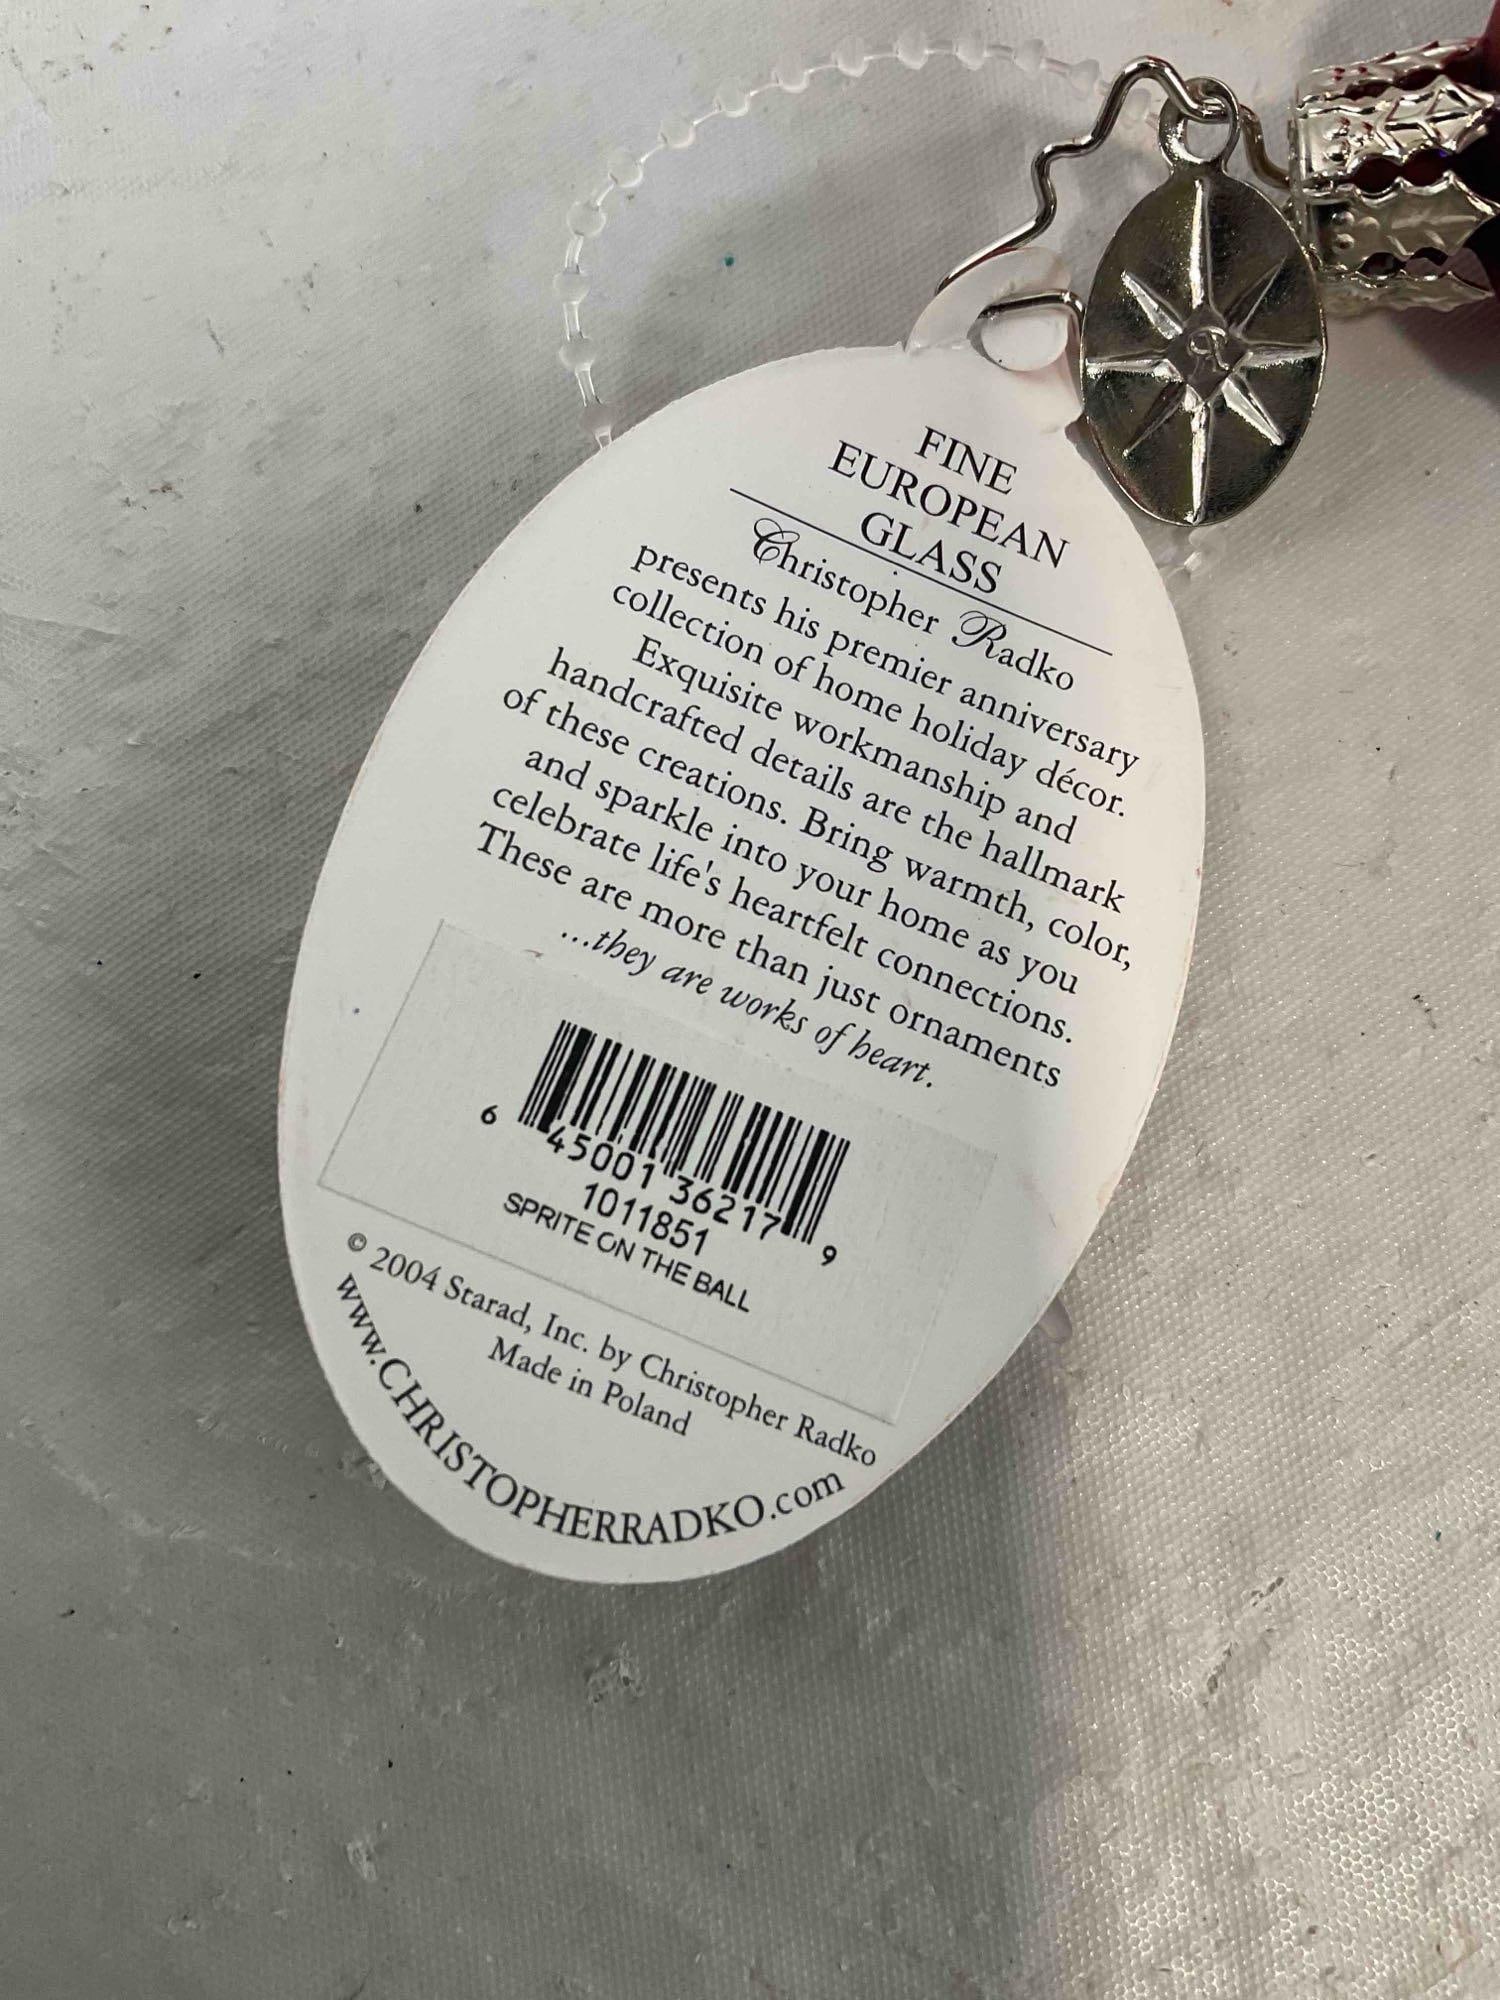 FINE
EUROPEAN
GLASS
Christopher Radko
presents his premier anniversary
collection of home holiday décor.
Exquisite workmanship and
handcrafted details are the hallmark
of these creations. Bring warmth, color,
and sparkle into your home as you
celebrate life's heartfelt connections.
These are more than just ornaments
...they are works of heart.
6 45001 36217 9
1011851
SPRITE ON THE BALL
© 2004 Starad, Inc. by Christopher Radko
Made in Poland
www.CHRISTOPHERRADKO.com
R